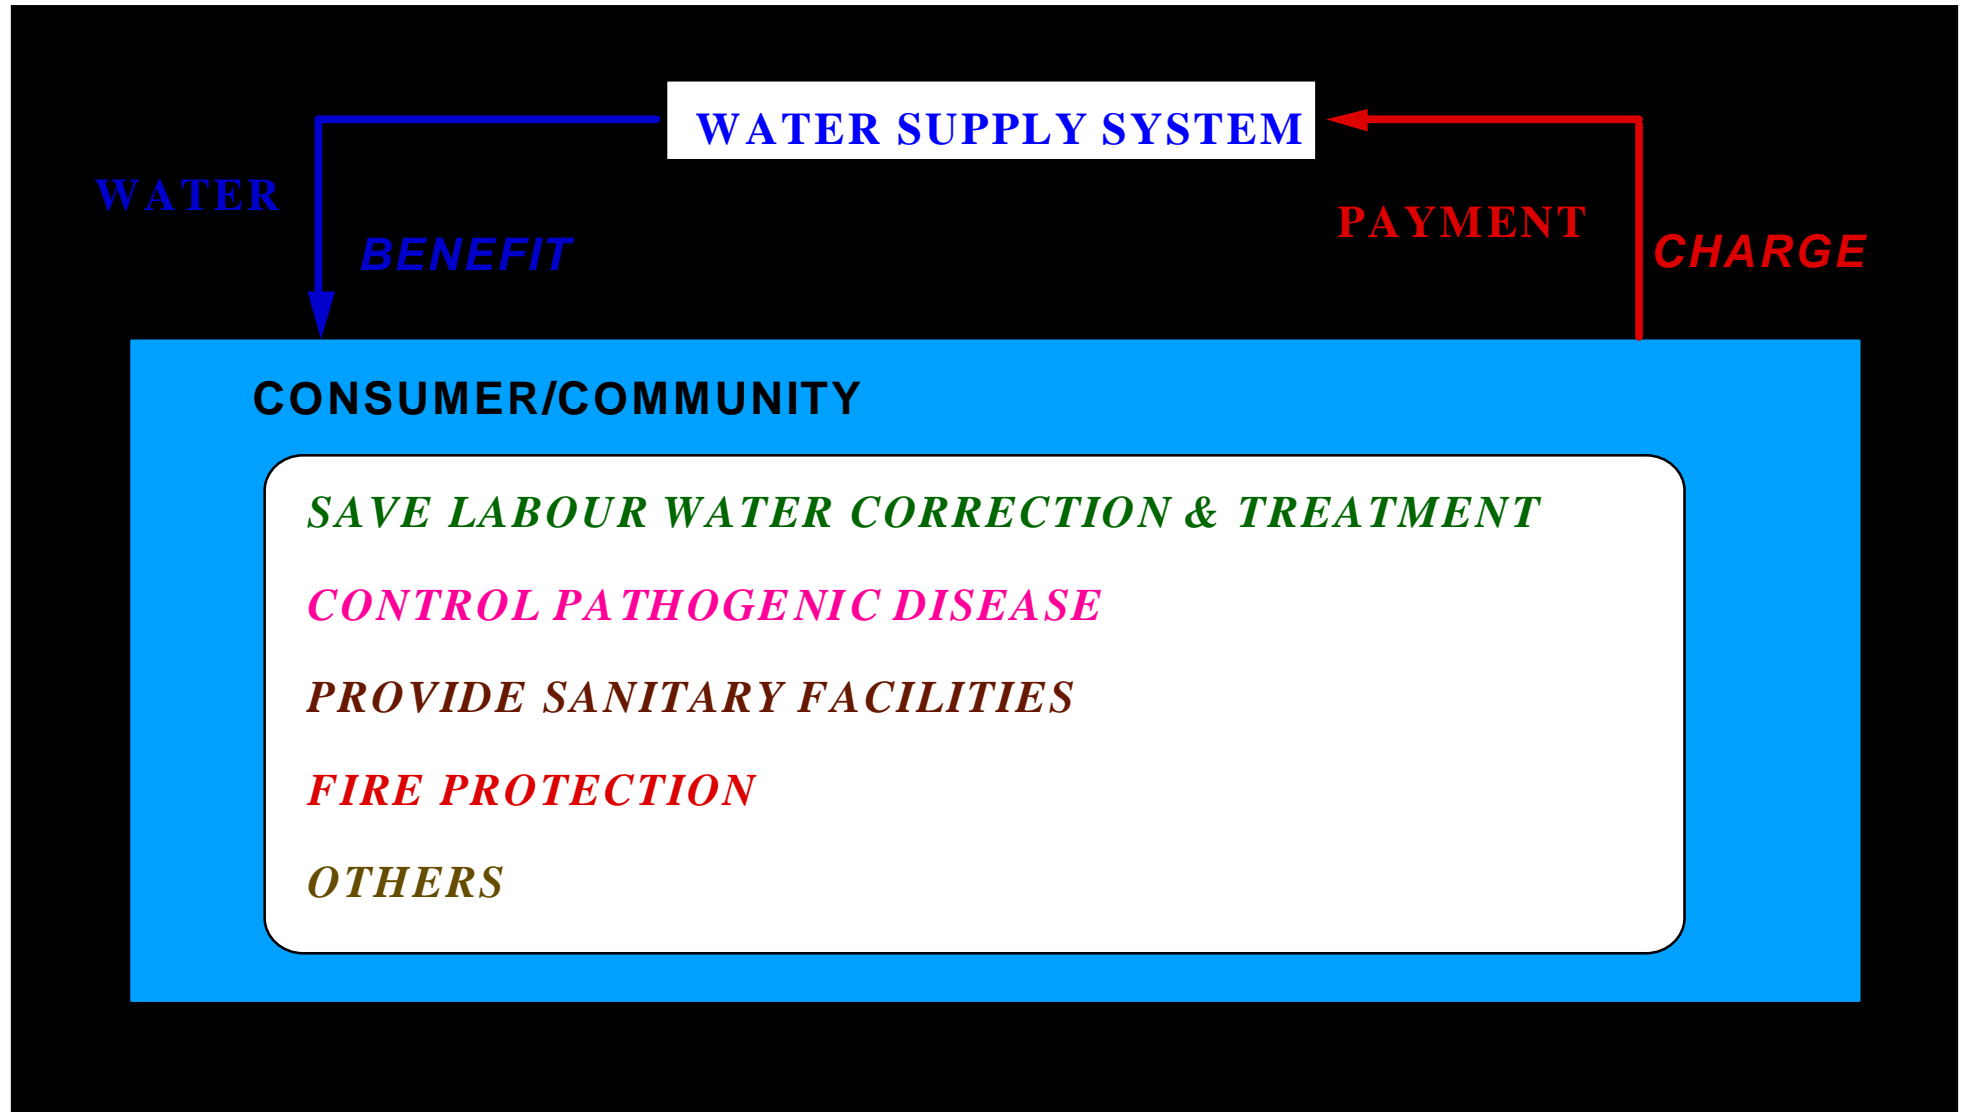 WATER SUPPLY SYSTEM
WATER
BENEFIT
PAYMENT
CHARGE
CONSUMER/COMMUNITY
SAVE LABOUR WATER CORRECTION & TREATMENT
CONTROL PATHOGENIC DISEASE
PROVIDE SANITARY FACILITIES
FIRE PROTECTION
OTHERS